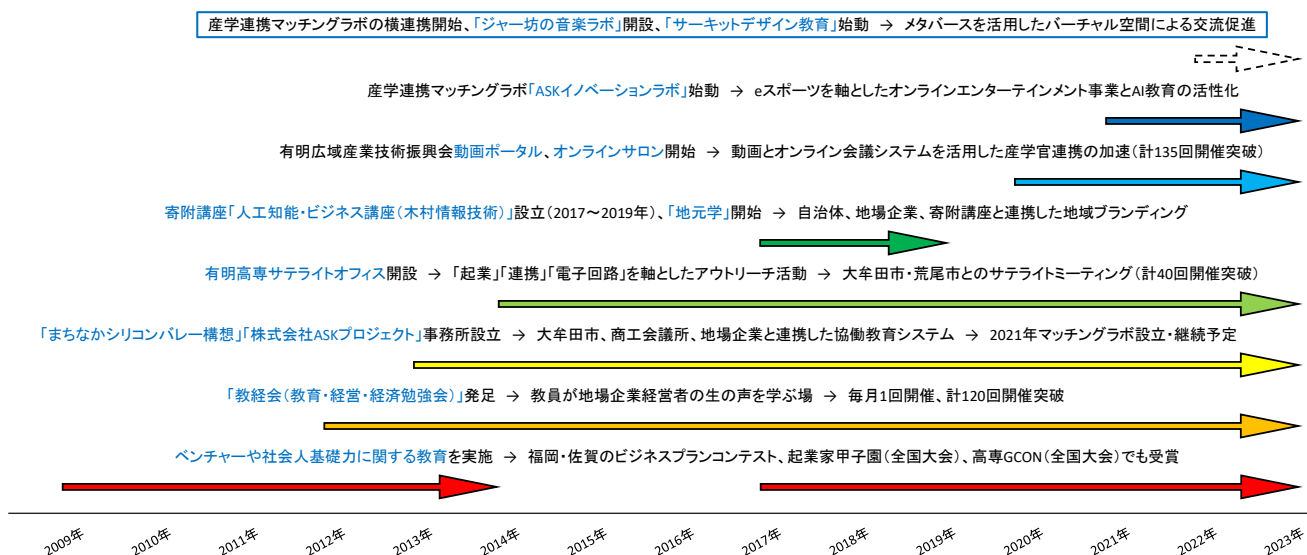 産学連携マッチングラボの横連携開始、「ジャー坊の音楽ラボ」開設、「サーキットデザイン教育」始動 → メタバースを活用したバーチャル空間による交流促進
産学連携マッチングラボ「ASKイノベーションラボ」始動 → eスポーツを軸としたオンラインエンターテインメント事業とAI教育の活性化
有明広域産業技術振興会動画ポータル、オンラインサロン開始 → 動画とオンライン会議システムを活用した産学官連携の加速(計135回開催突破)
寄附講座「人工知能・ビジネス講座(木村情報技術)」設立(2017～2019年)、「地元学」開始 → 自治体、地場企業、寄附講座と連携した地域ブランディング
有明高専サテライトオフィス開設 → 「起業」「連携」「電子回路」を軸としたアウトリーチ活動 → 大牟田市・荒尾市とのサテライトミーティング(計40回開催突破)
「まちなかシリコンバレー構想」「株式会社ASKプロジェクト」事務所設立 → 大牟田市、商工会議所、地場企業と連携した協働教育システム → 2021年マッチングラボ設立・継続予定
「教経会(教育・経営・経済勉強会)」発足 → 教員が地場企業経営者の生の声を学ぶ場 → 毎月1回開催、計120回開催突破
ベンチャーや社会人基礎力に関する教育を実施 → 福岡・佐賀のビジネスプランコンテスト、起業家甲子園(全国大会)、高専GCON(全国大会)でも受賞
2009年 2010年 2011年 2012年 2013年 2014年 2015年 2016年 2017年 2018年 2019年 2020年 2021年 2022年 2023年